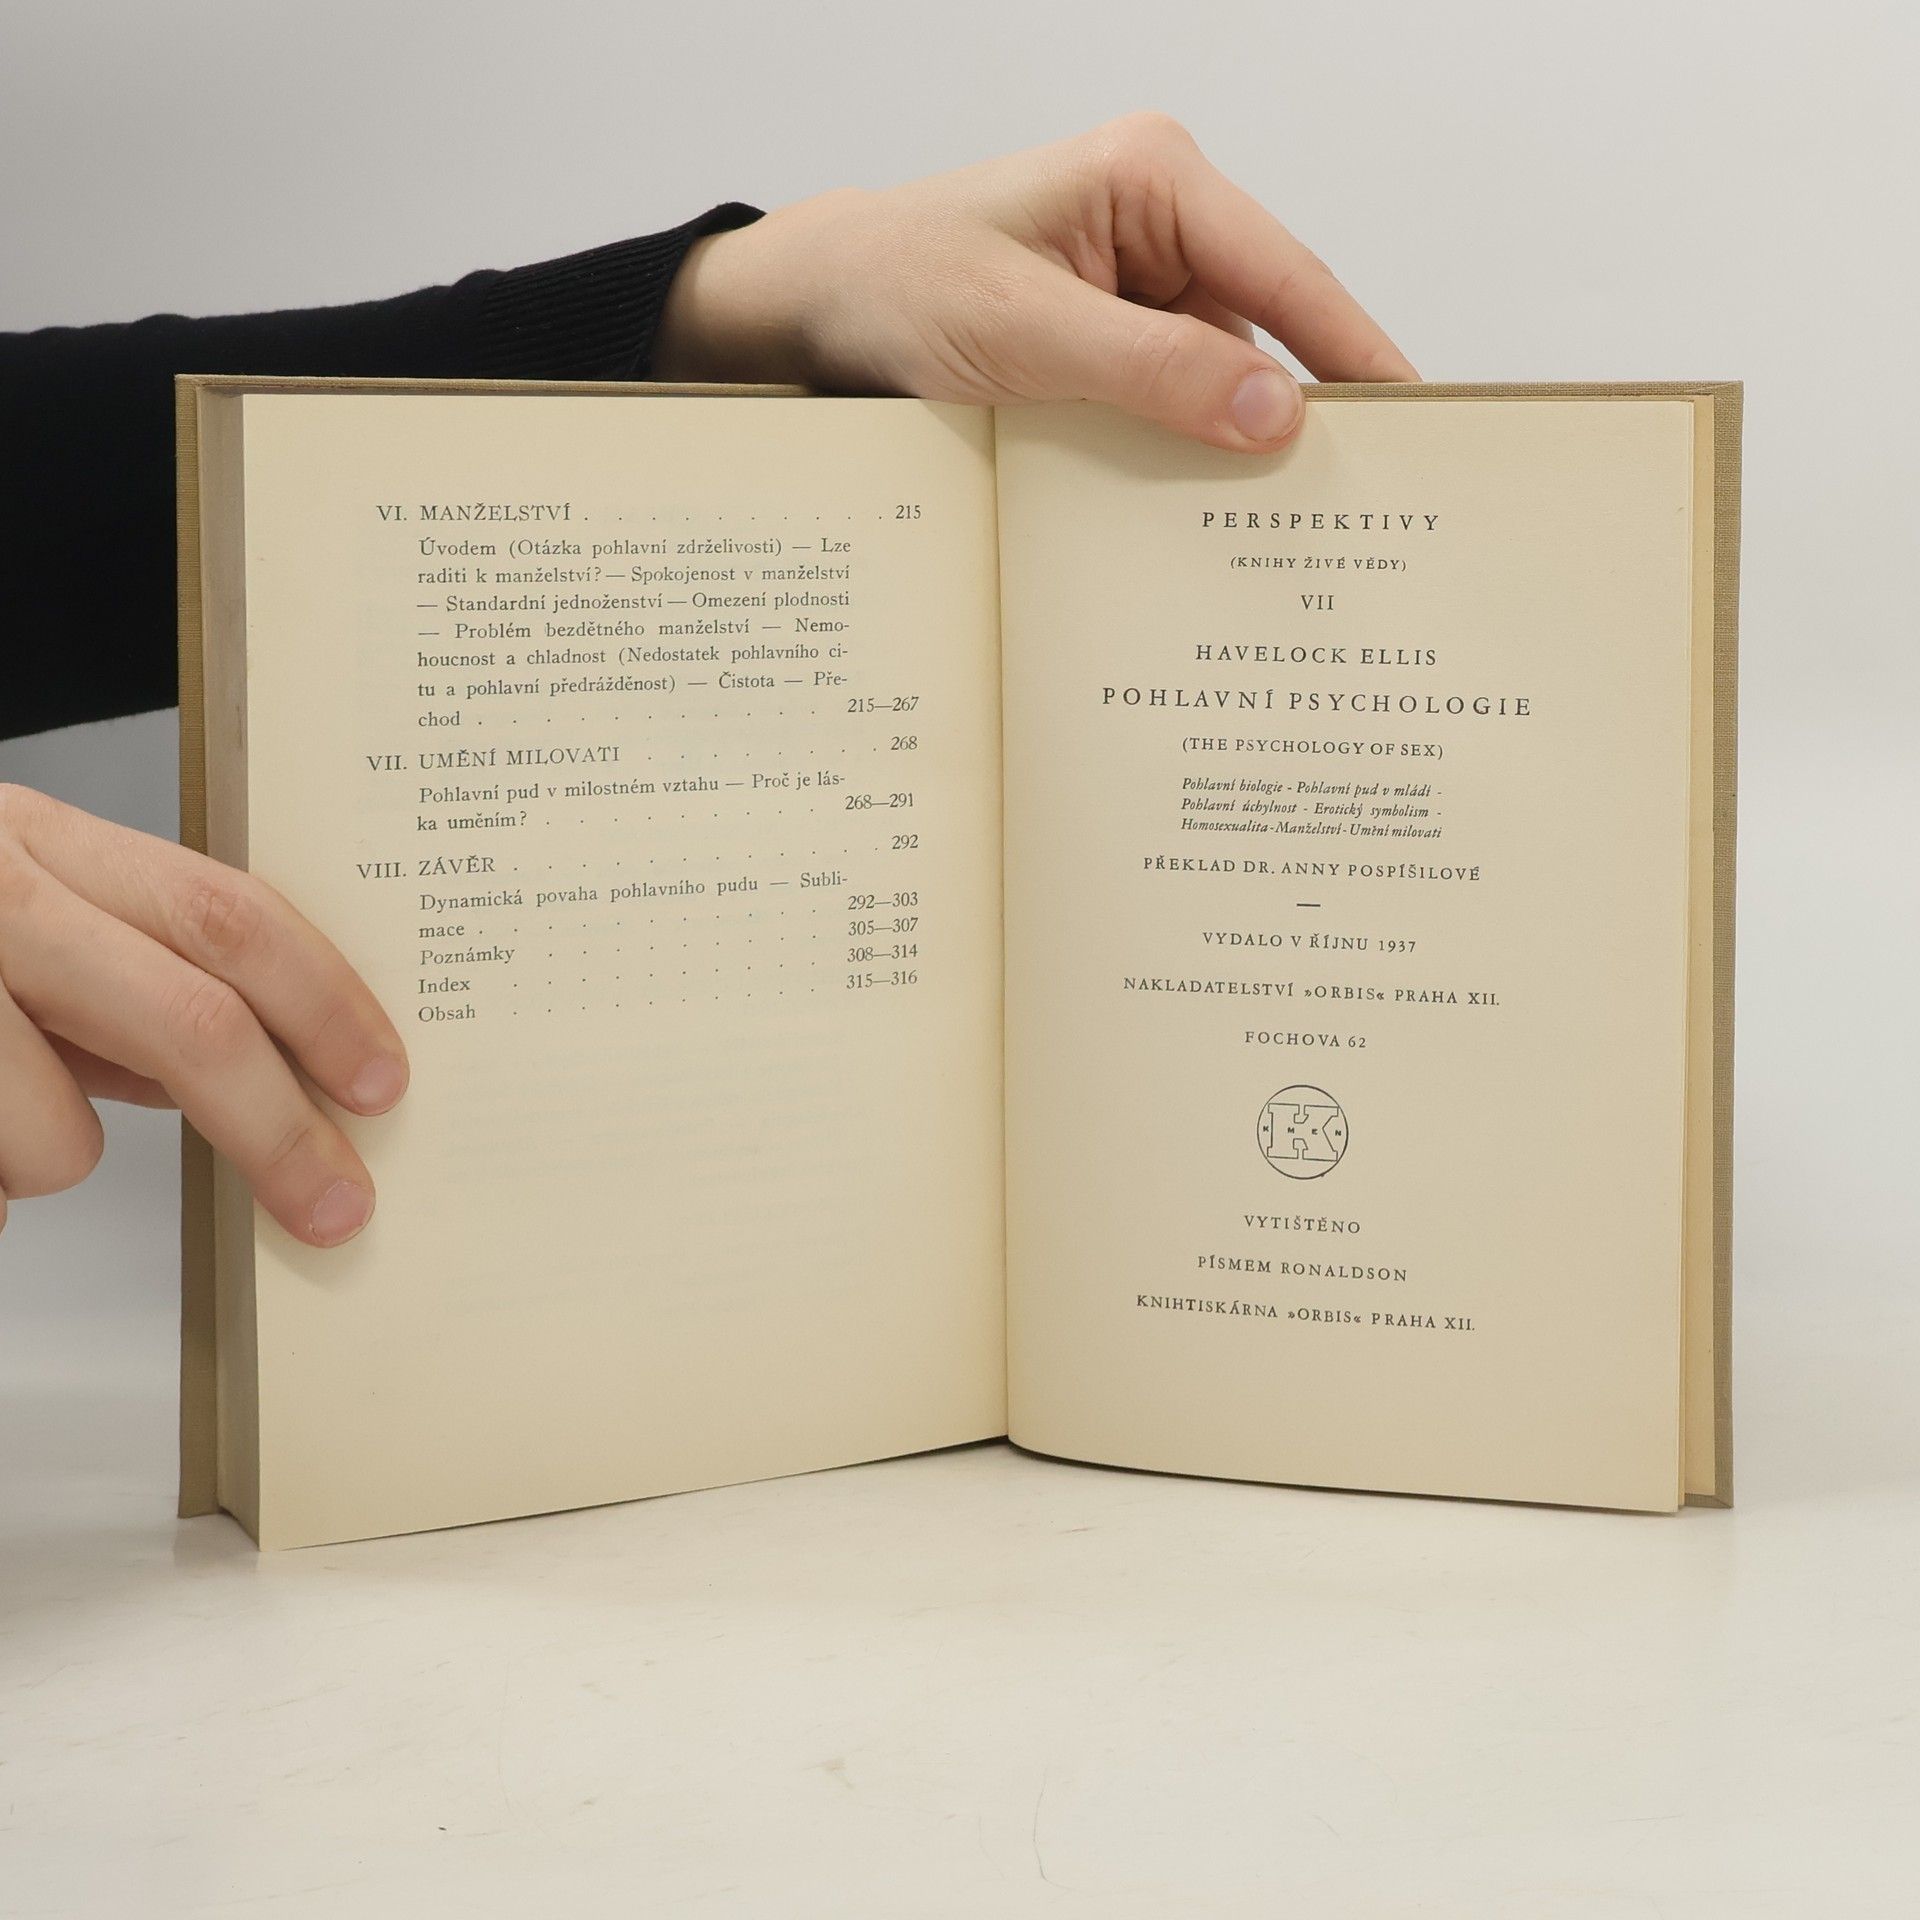 VI. MANŽELSTVÍ . . . . . . . . . . 215
Úvodem (Otázka pohlavní zdrželivosti) — Lze
raditi k manželství? — Spokojenost v manželství
— Standardní jednoženství — Omezení plodnosti
— Problém bezdětného manželství — Nemo-
houcnost a chladnost (Nedostatek pohlavního ci-
tu a pohlavní předrážděnost) — Čistota — Pře-
chod . . . . . . . . . . . 215—267
VII. UMĚNÍ MILOVATI . . . . . . . . 268
Pohlavní pud v milostném vztahu — Proč je lás-
ka uměním? . . . . . . . . . 268—291
VIII. ZÁVĚR . . . . . . . . . . . . 292
Dynamická povaha pohlavního pudu — Subli-
mace . . . . . . . . . . . 292—303
Poznámky . . . . . . . . . 305—307
Index . . . . . . . . . . 308—314
Obsah . . . . . . . . . . 315—316
PERSPEKTIVY
(KNIHY ŽIVÉ VĚDY)
VII
HAVELOCK ELLIS
POHLAVNÍ PSYCHOLOGIE
(THE PSYCHOLOGY OF SEX)
Pohlavní biologie - Pohlavní pud v mládí -
Pohlavní úchylnost - Erotický symbolism -
Homosexualita - Manželství - Umění milovati
PŘEKLAD DR. ANNY POSPÍŠILOVÉ
—
VYDALO V ŘÍJNU 1937
NAKLADATELSTVÍ »ORBIS« PRAHA XII.
FOCHOVA 62
K
KMEN
VYTIŠTĚNO
PÍSMEM RONALDSON
KNIHTISKÁRNA »ORBIS« PRAHA XII.